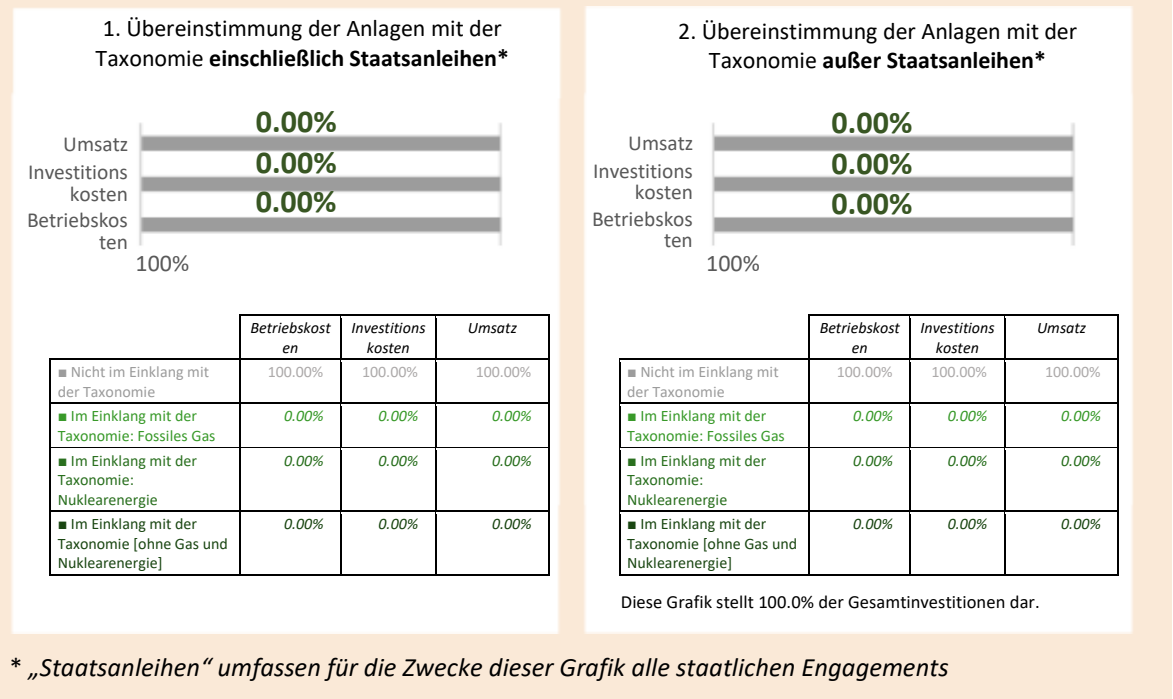 1. Übereinstimmung der Anlagen mit der
Taxonomie einschließlich Staatsanleihen*
0.00%
Umsatz
0.00%
Investitions
kosten
0.00%
Betriebskos
ten
100%
Betriebskost
en
Investitions
kosten
Umsatz
■ Nicht im Einklang mit
der Taxonomie
100.00%
100.00%
100.00%
■ Im Einklang mit der
Taxonomie: Fossiles Gas
0.00%
0.00%
0.00%
■ Im Einklang mit der
Taxonomie:
Nuklearenergie
0.00%
0.00%
0.00%
■ Im Einklang mit der
Taxonomie [ohne Gas und
Nuklearenergie]
0.00%
0.00%
0.00%
2. Übereinstimmung der Anlagen mit der
Taxonomie außer Staatsanleihen*
0.00%
Umsatz
0.00%
Investitions
kosten
0.00%
Betriebskos
ten
100%
Betriebskost
en
Investitions
kosten
Umsatz
■ Nicht im Einklang mit
der Taxonomie
100.00%
100.00%
100.00%
■ Im Einklang mit der
Taxonomie: Fossiles Gas
0.00%
0.00%
0.00%
■ Im Einklang mit der
Taxonomie:
Nuklearenergie
0.00%
0.00%
0.00%
■ Im Einklang mit der
Taxonomie [ohne Gas und
Nuklearenergie]
0.00%
0.00%
0.00%
Diese Grafik stellt 100.0% der Gesamtinvestitionen dar.
* „Staatsanleihen“ umfassen für die Zwecke dieser Grafik alle staatlichen Engagements